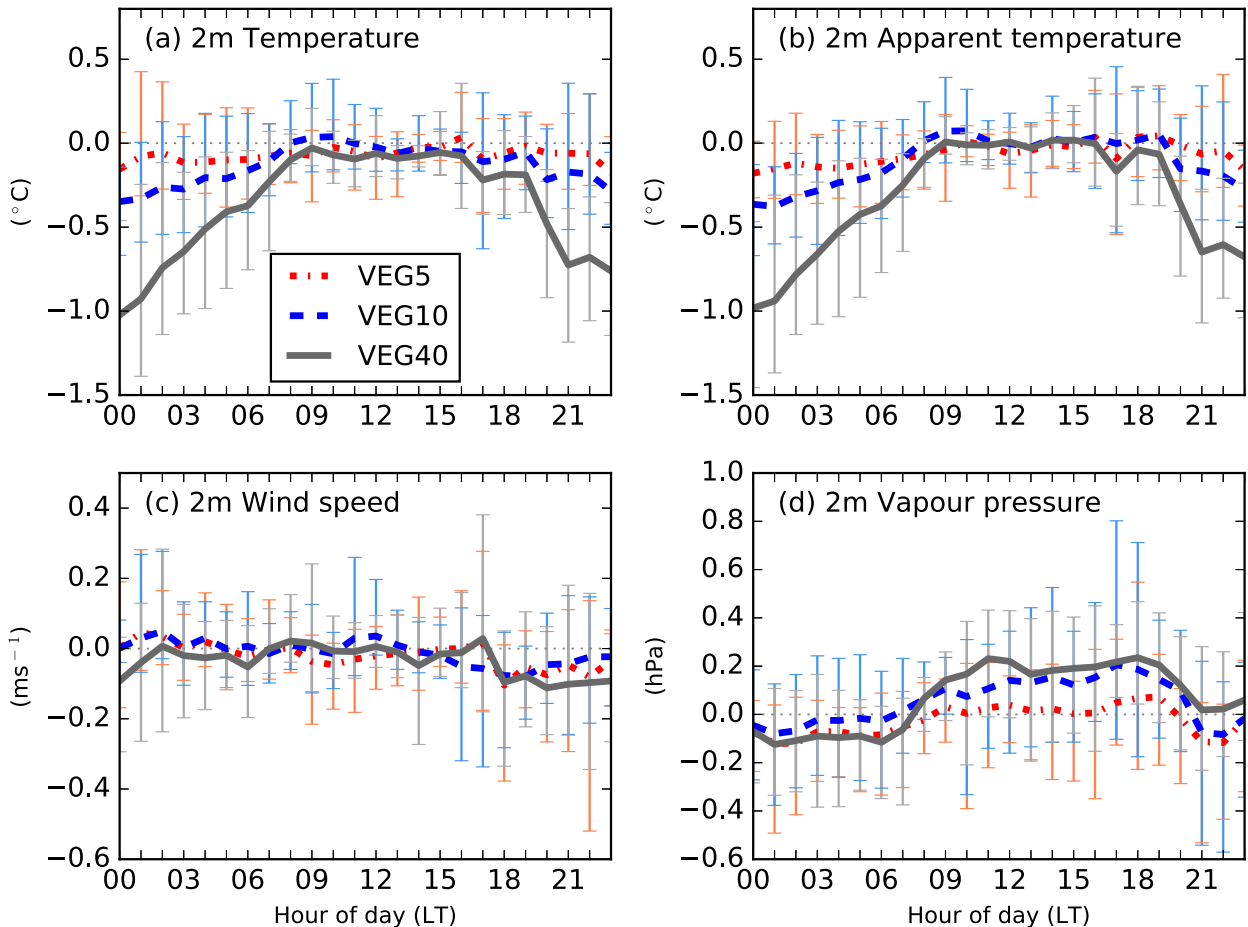 (a) 2m Temperature
0.5
0.0
−0.5
−1.0
−1.5
(°C)
VEG5
VEG10
VEG40
00 03 06 09 12 15 18 21
(b) 2m Apparent temperature
0.5
0.0
−0.5
−1.0
−1.5
(°C)
00 03 06 09 12 15 18 21
(c) 2m Wind speed
0.4
0.2
0.0
−0.2
−0.4
−0.6
(ms−1)
00 03 06 09 12 15 18 21
Hour of day (LT)
(d) 2m Vapour pressure
1.0
0.8
0.6
0.4
0.2
0.0
−0.2
−0.4
−0.6
(hPa)
00 03 06 09 12 15 18 21
Hour of day (LT)